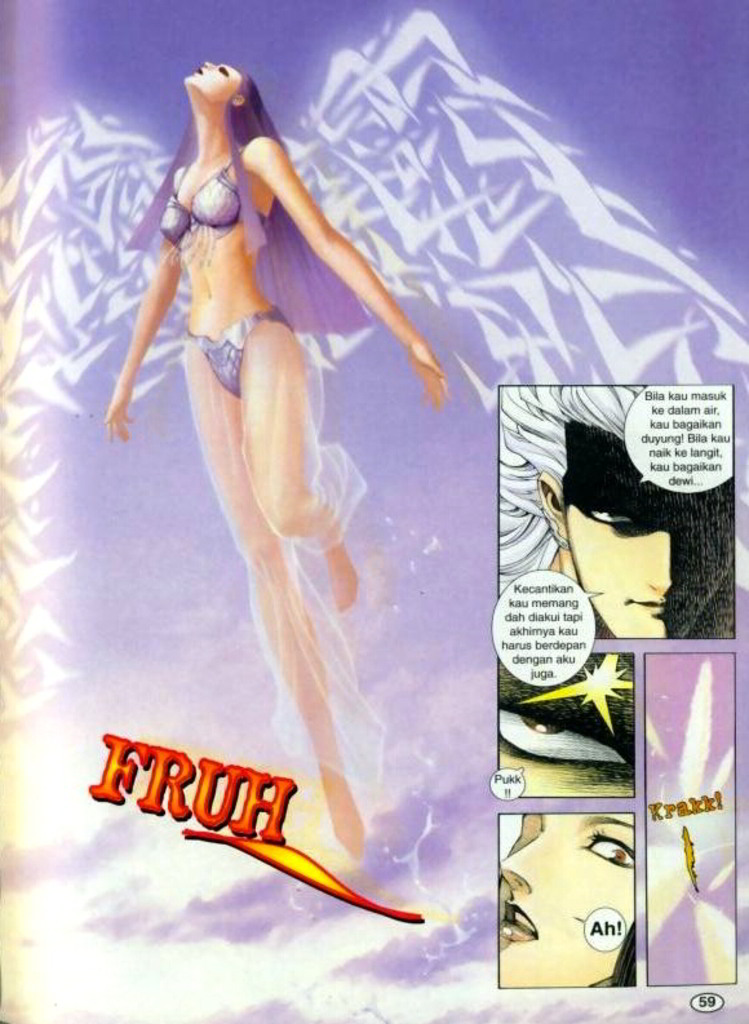 Bila kau masuk
ke dalam air,
kau bagaikan
duyung! Bila kau
naik ke langit,
kau bagaikan
dewi...
Kecantikan
kau memang
dah diakui tapi
akhirnya kau
harus berdepan
dengan aku
juga.
Pukk
!!
Krakk!
Ah!
FRUH
59